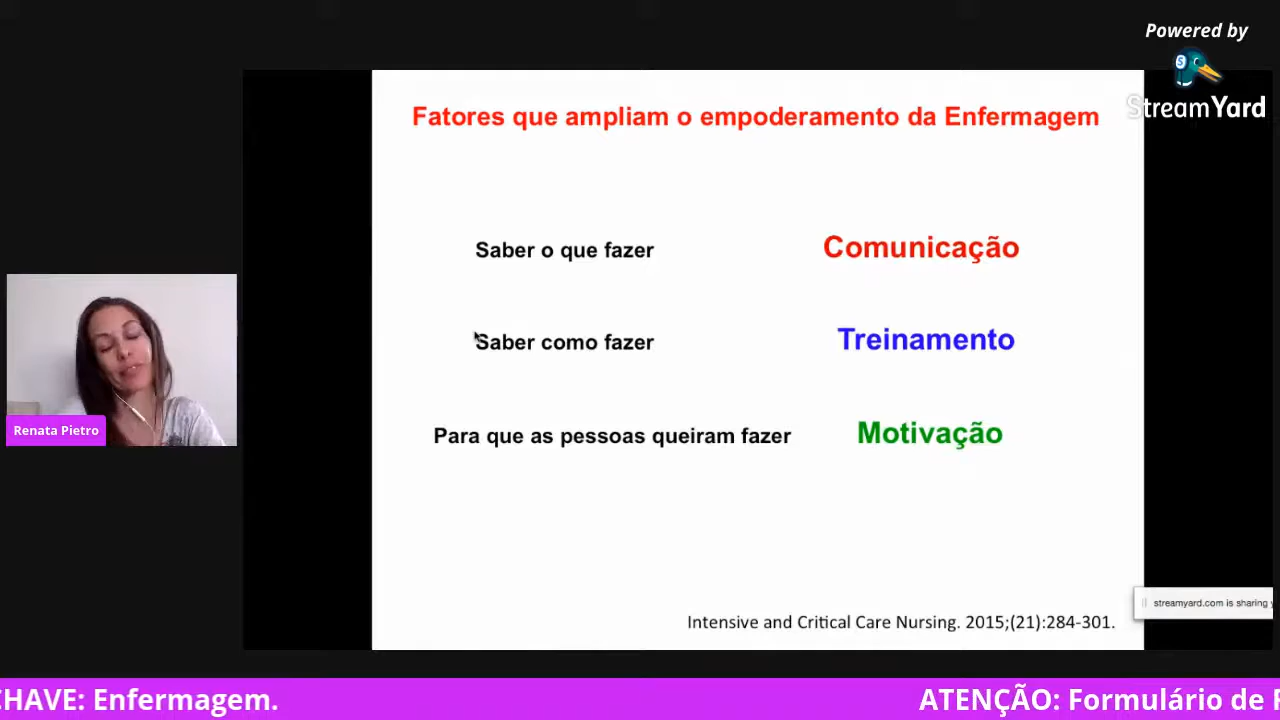 Powered by
StreamYard
Fatores que ampliam o empoderamento da Enfermagem
Saber o que fazer Comunicação
Saber como fazer Treinamento
Para que as pessoas queiram fazer Motivação
Renata Pietro
streamyard.com is sharing
Intensive and Critical Care Nursing. 2015;(21):284-301.
CHAVE: Enfermagem. ATENÇÃO: Formulário de